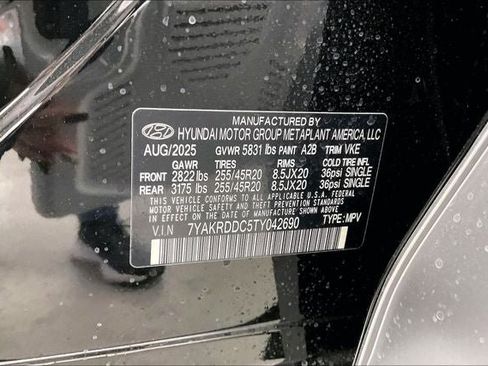 MANUFACTURED BY
HYUNDAI MOTOR GROUP METAPLANT AMERICA, LLC
AUG/2025 GVWR 5831 lbs PAINT A2B TRIM VKE
GAWR TIRES RIMS COLD TIRE INFL
FRONT 2822 lbs 255/45R20 8.5JX20 36psi SINGLE
REAR 3175 lbs 255/45R20 8.5JX20 36psi SINGLE
THIS VEHICLE CONFORMS TO ALL APPLICABLE U.S.A. FEDERAL
MOTOR VEHICLE SAFETY, BUMPER, AND THEFT PREVENTION
STANDARDS IN EFFECT ON THE DATE OF MANUFACTURE SHOWN ABOVE.
V.I.N 7YAKRDDC5TY042690 TYPE: MPV